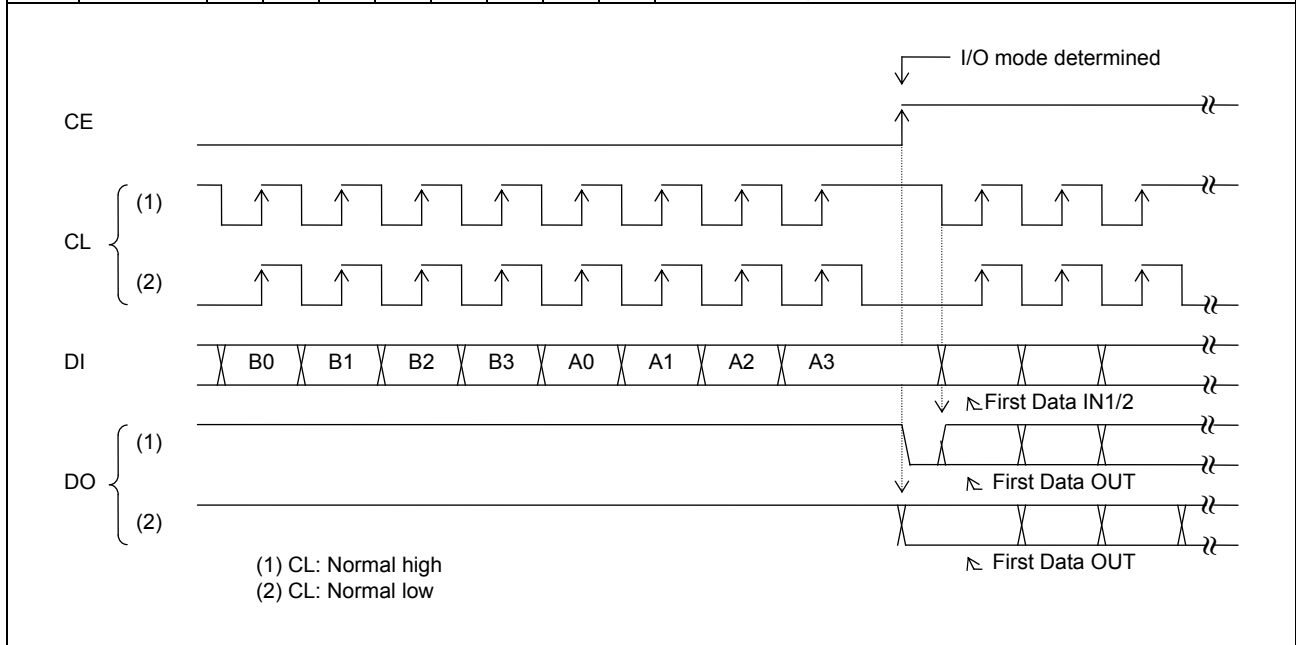 I/O mode determined
CE
(1)
CL
(2)
DI B0 B1 B2 B3 A0 A1 A2 A3
First Data IN1/2
(1)
DO
First Data OUT
(2)
First Data OUT
(1) CL: Normal high
(2) CL: Normal low